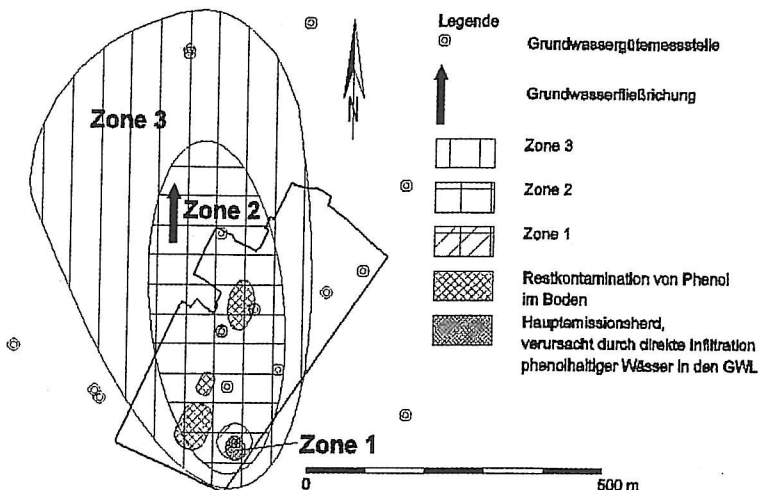 Legende
Grundwassergütemessstelle
Grundwasserfließrichung
N
Zone 3
Zone 3
Zone 2
Zone 2
Zone 1
Restkontamination von Phenol
im Boden
Hauptemissionsherd,
verursacht durch direkte Infiltration
phenolhaltiger Wässer in den GWL
Zone 1
0
500 m